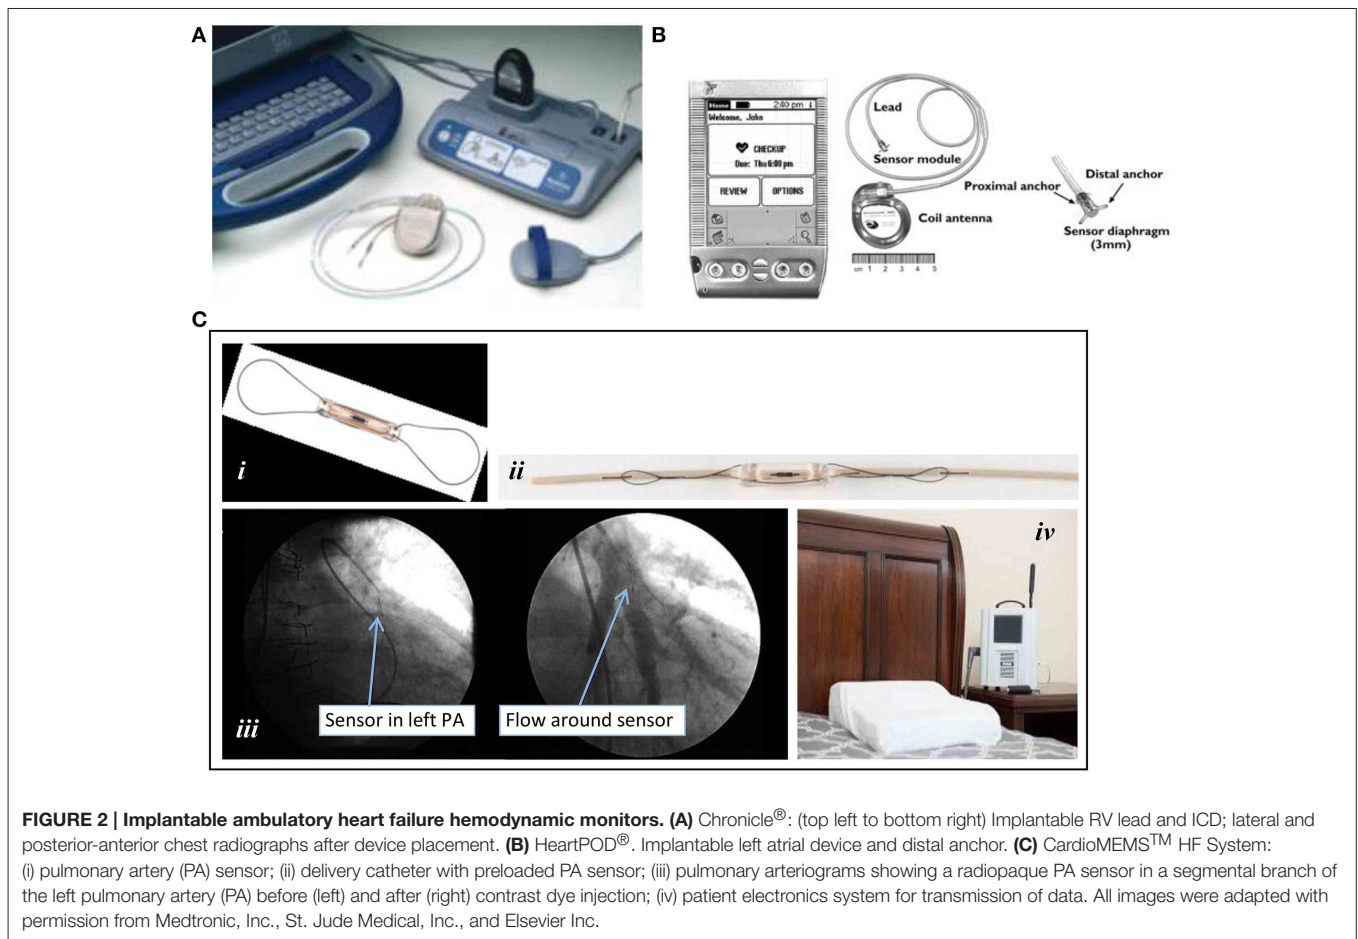 A
B
Home
2:40 pm
Welcome, John
CHECKUP
Due: Thu 6:00 pm
REVIEW
OPTIONS
Lead
Sensor module
Coil antenna
cm 1 2 3 4 5
Proximal anchor
Distal anchor
Sensor diaphragm
(3mm)
C
i
ii
iii
Sensor in left PA
Flow around sensor
iv
FIGURE 2 | Implantable ambulatory heart failure hemodynamic monitors. (A) Chronicle®: (top left to bottom right) Implantable RV lead and ICD; lateral and
posterior-anterior chest radiographs after device placement. (B) HeartPOD®. Implantable left atrial device and distal anchor. (C) CardioMEMS™ HF System:
(i) pulmonary artery (PA) sensor; (ii) delivery catheter with preloaded PA sensor; (iii) pulmonary arteriograms showing a radiopaque PA sensor in a segmental branch of
the left pulmonary artery (PA) before (left) and after (right) contrast dye injection; (iv) patient electronics system for transmission of data. All images were adapted with
permission from Medtronic, Inc., St. Jude Medical, Inc., and Elsevier Inc.